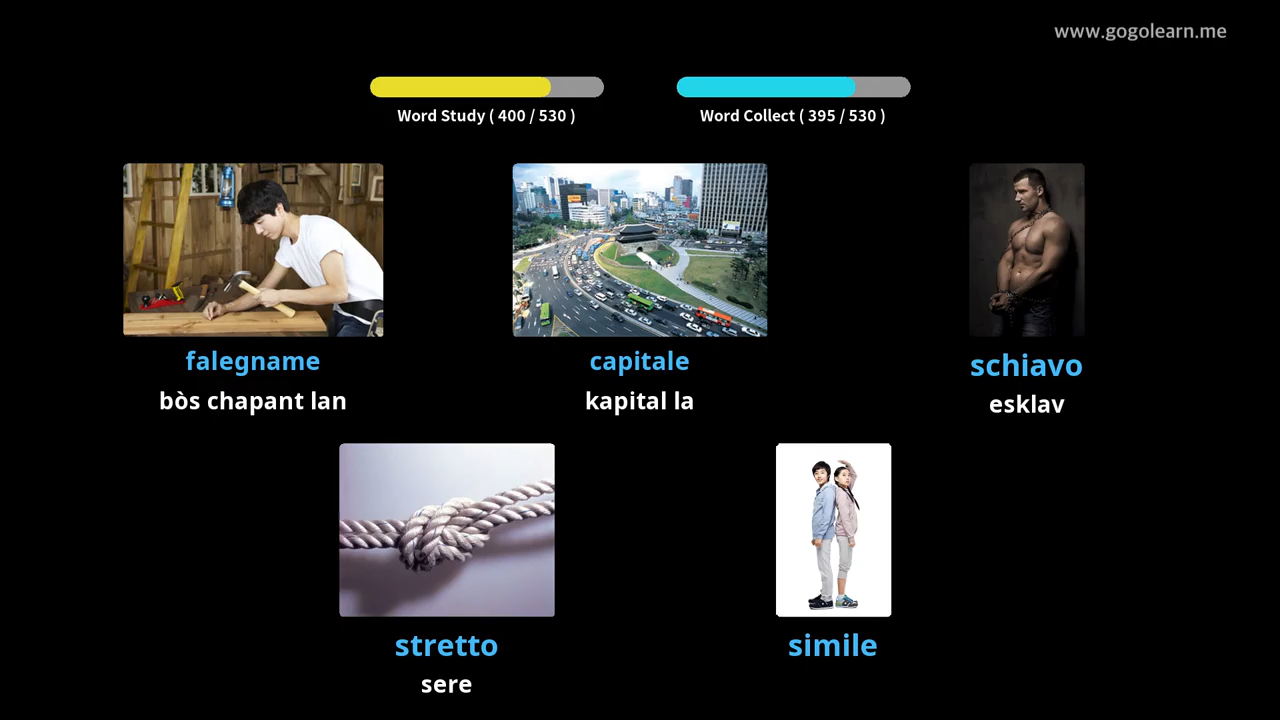 www.gogolearn.me
Word Study ( 400 / 530 )
Word Collect ( 395 / 530 )
falegname
bòs chapant lan
capitale
kapital la
schiavo
esklav
stretto
sere
simile